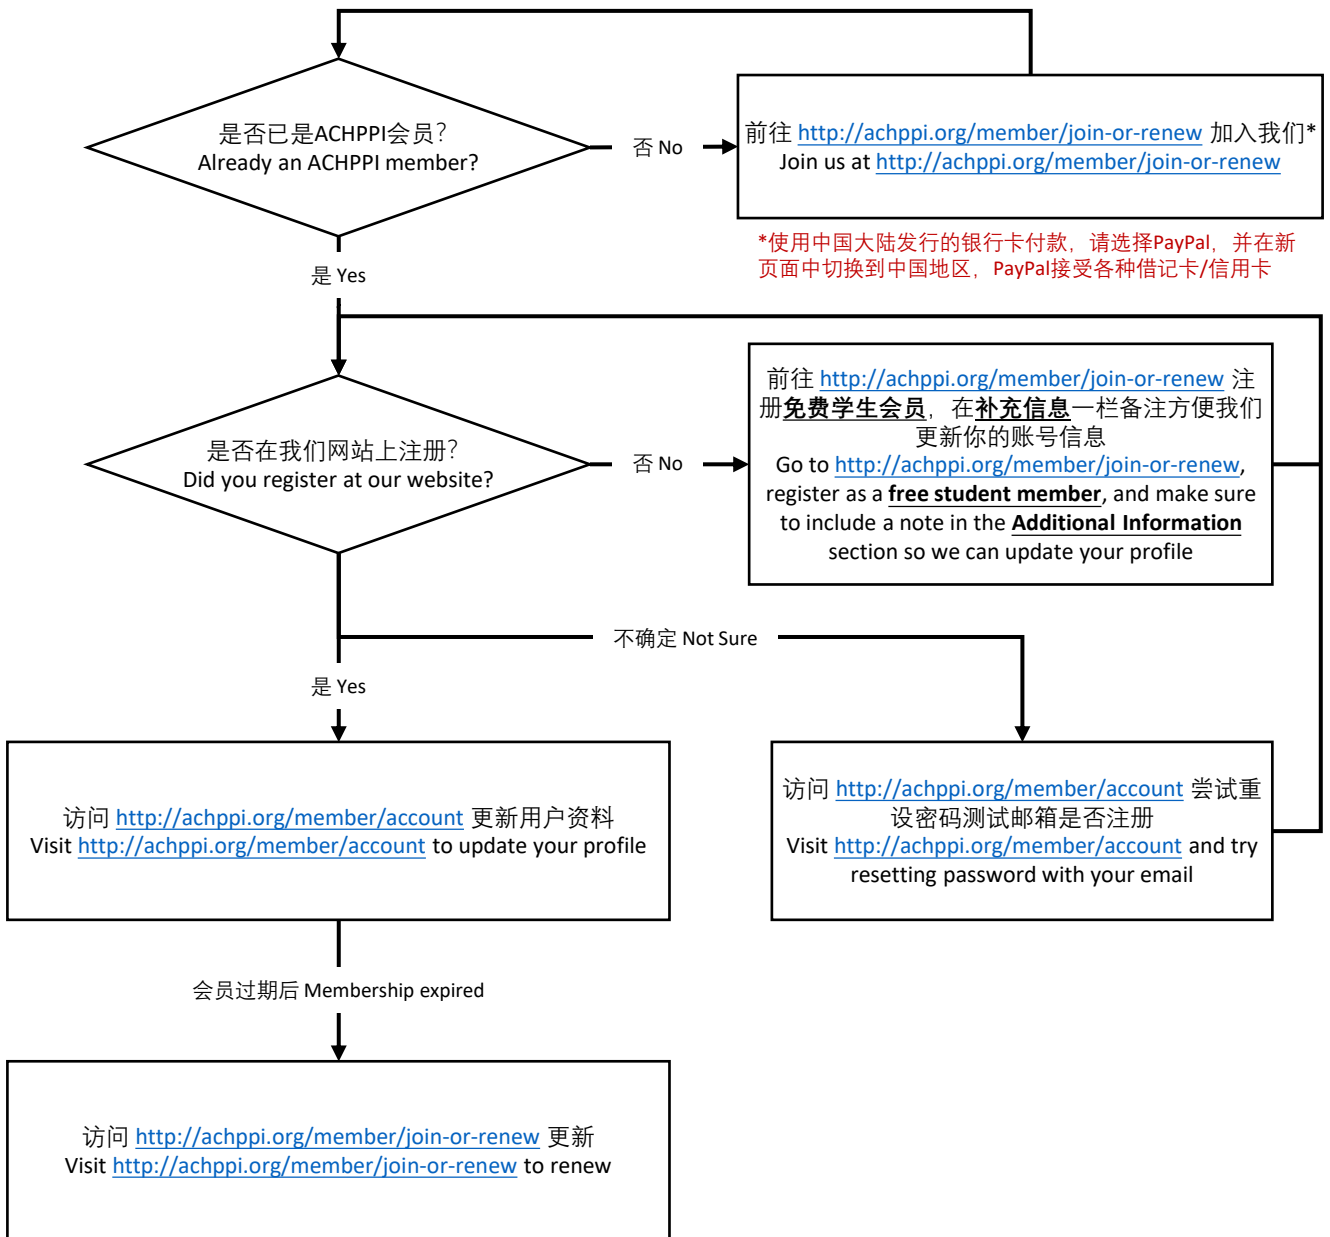 是否已是ACHPPI会员？
Already an ACHPPI member?
否 No
前往 http://achppi.org/member/join-or-renew 加入我们*
Join us at http://achppi.org/member/join-or-renew
*使用中国大陆发行的银行卡付款，请选择PayPal，并在新
页面中切换到中国地区，PayPal接受各种借记卡/信用卡
是 Yes
是否在我们网站上注册？
Did you register at our website?
否 No
前往 http://achppi.org/member/join-or-renew 注
册免费学生会员，在补充信息一栏备注方便我们
更新你的账号信息
Go to http://achppi.org/member/join-or-renew,
register as a free student member, and make sure
to include a note in the Additional Information
section so we can update your profile
不确定 Not Sure
是 Yes
访问 http://achppi.org/member/account 更新用户资料
Visit http://achppi.org/member/account to update your profile
访问 http://achppi.org/member/account 尝试重
设密码测试邮箱是否注册
Visit http://achppi.org/member/account and try
resetting password with your email
会员过期后 Membership expired
访问 http://achppi.org/member/join-or-renew 更新
Visit http://achppi.org/member/join-or-renew to renew